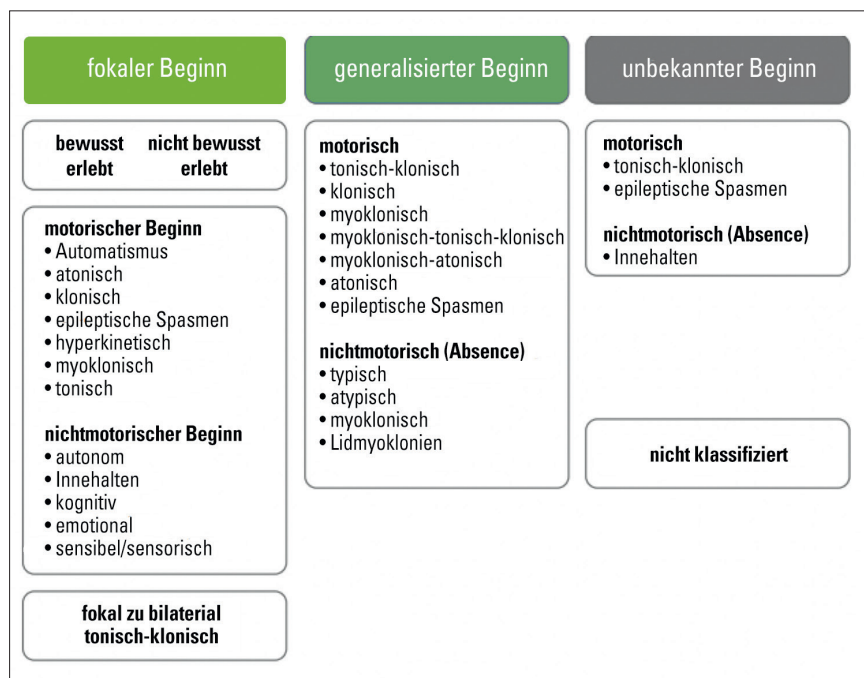 fokaler Beginn
bewusst nicht bewusst
erlebt erlebt
motorischer Beginn
• Automatismus
• atonisch
• klonisch
• epileptische Spasmen
• hyperkinetisch
• myoklonisch
• tonisch
nichtmotorischer Beginn
• autonom
• Innehalten
• kognitiv
• emotional
• sensibel/sensorisch
fokal zu bilaterial
tonisch-klonisch
generalisierter Beginn
motorisch
• tonisch-klonisch
• klonisch
• myoklonisch
• myoklonisch-tonisch-klonisch
• myoklonisch-atonisch
• atonisch
• epileptische Spasmen
nichtmotorisch (Absence)
• typisch
• atypisch
• myoklonisch
• Lidmyoklonien
unbekannter Beginn
motorisch
• tonisch-klonisch
• epileptische Spasmen
nichtmotorisch (Absence)
• Innehalten
nicht klassifiziert